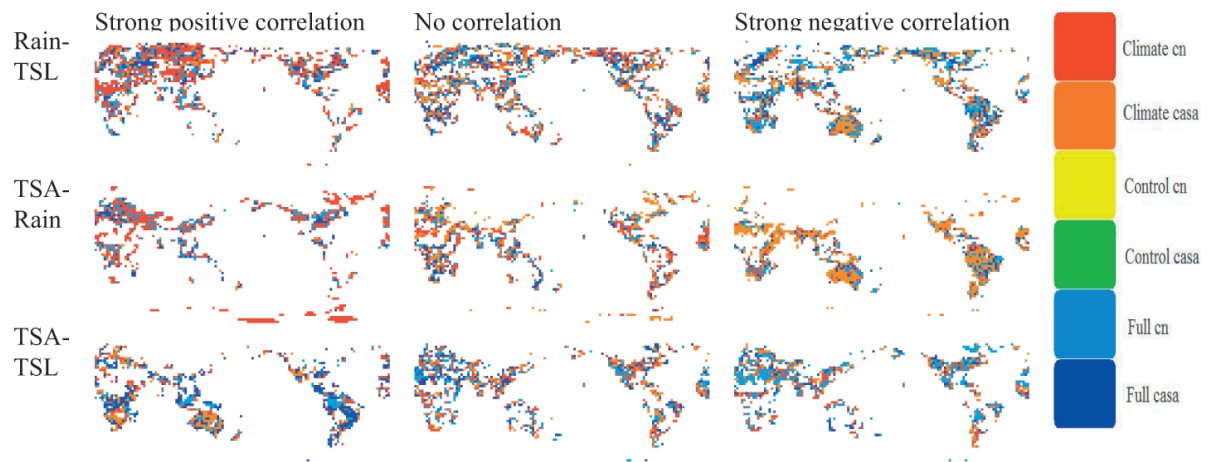 Strong positive correlation
No correlation
Strong negative correlation
Rain-
TSL
TSA-
Rain
TSA-
TSL
Climate cn
Climate casa
Control cn
Control casa
Full cn
Full casa